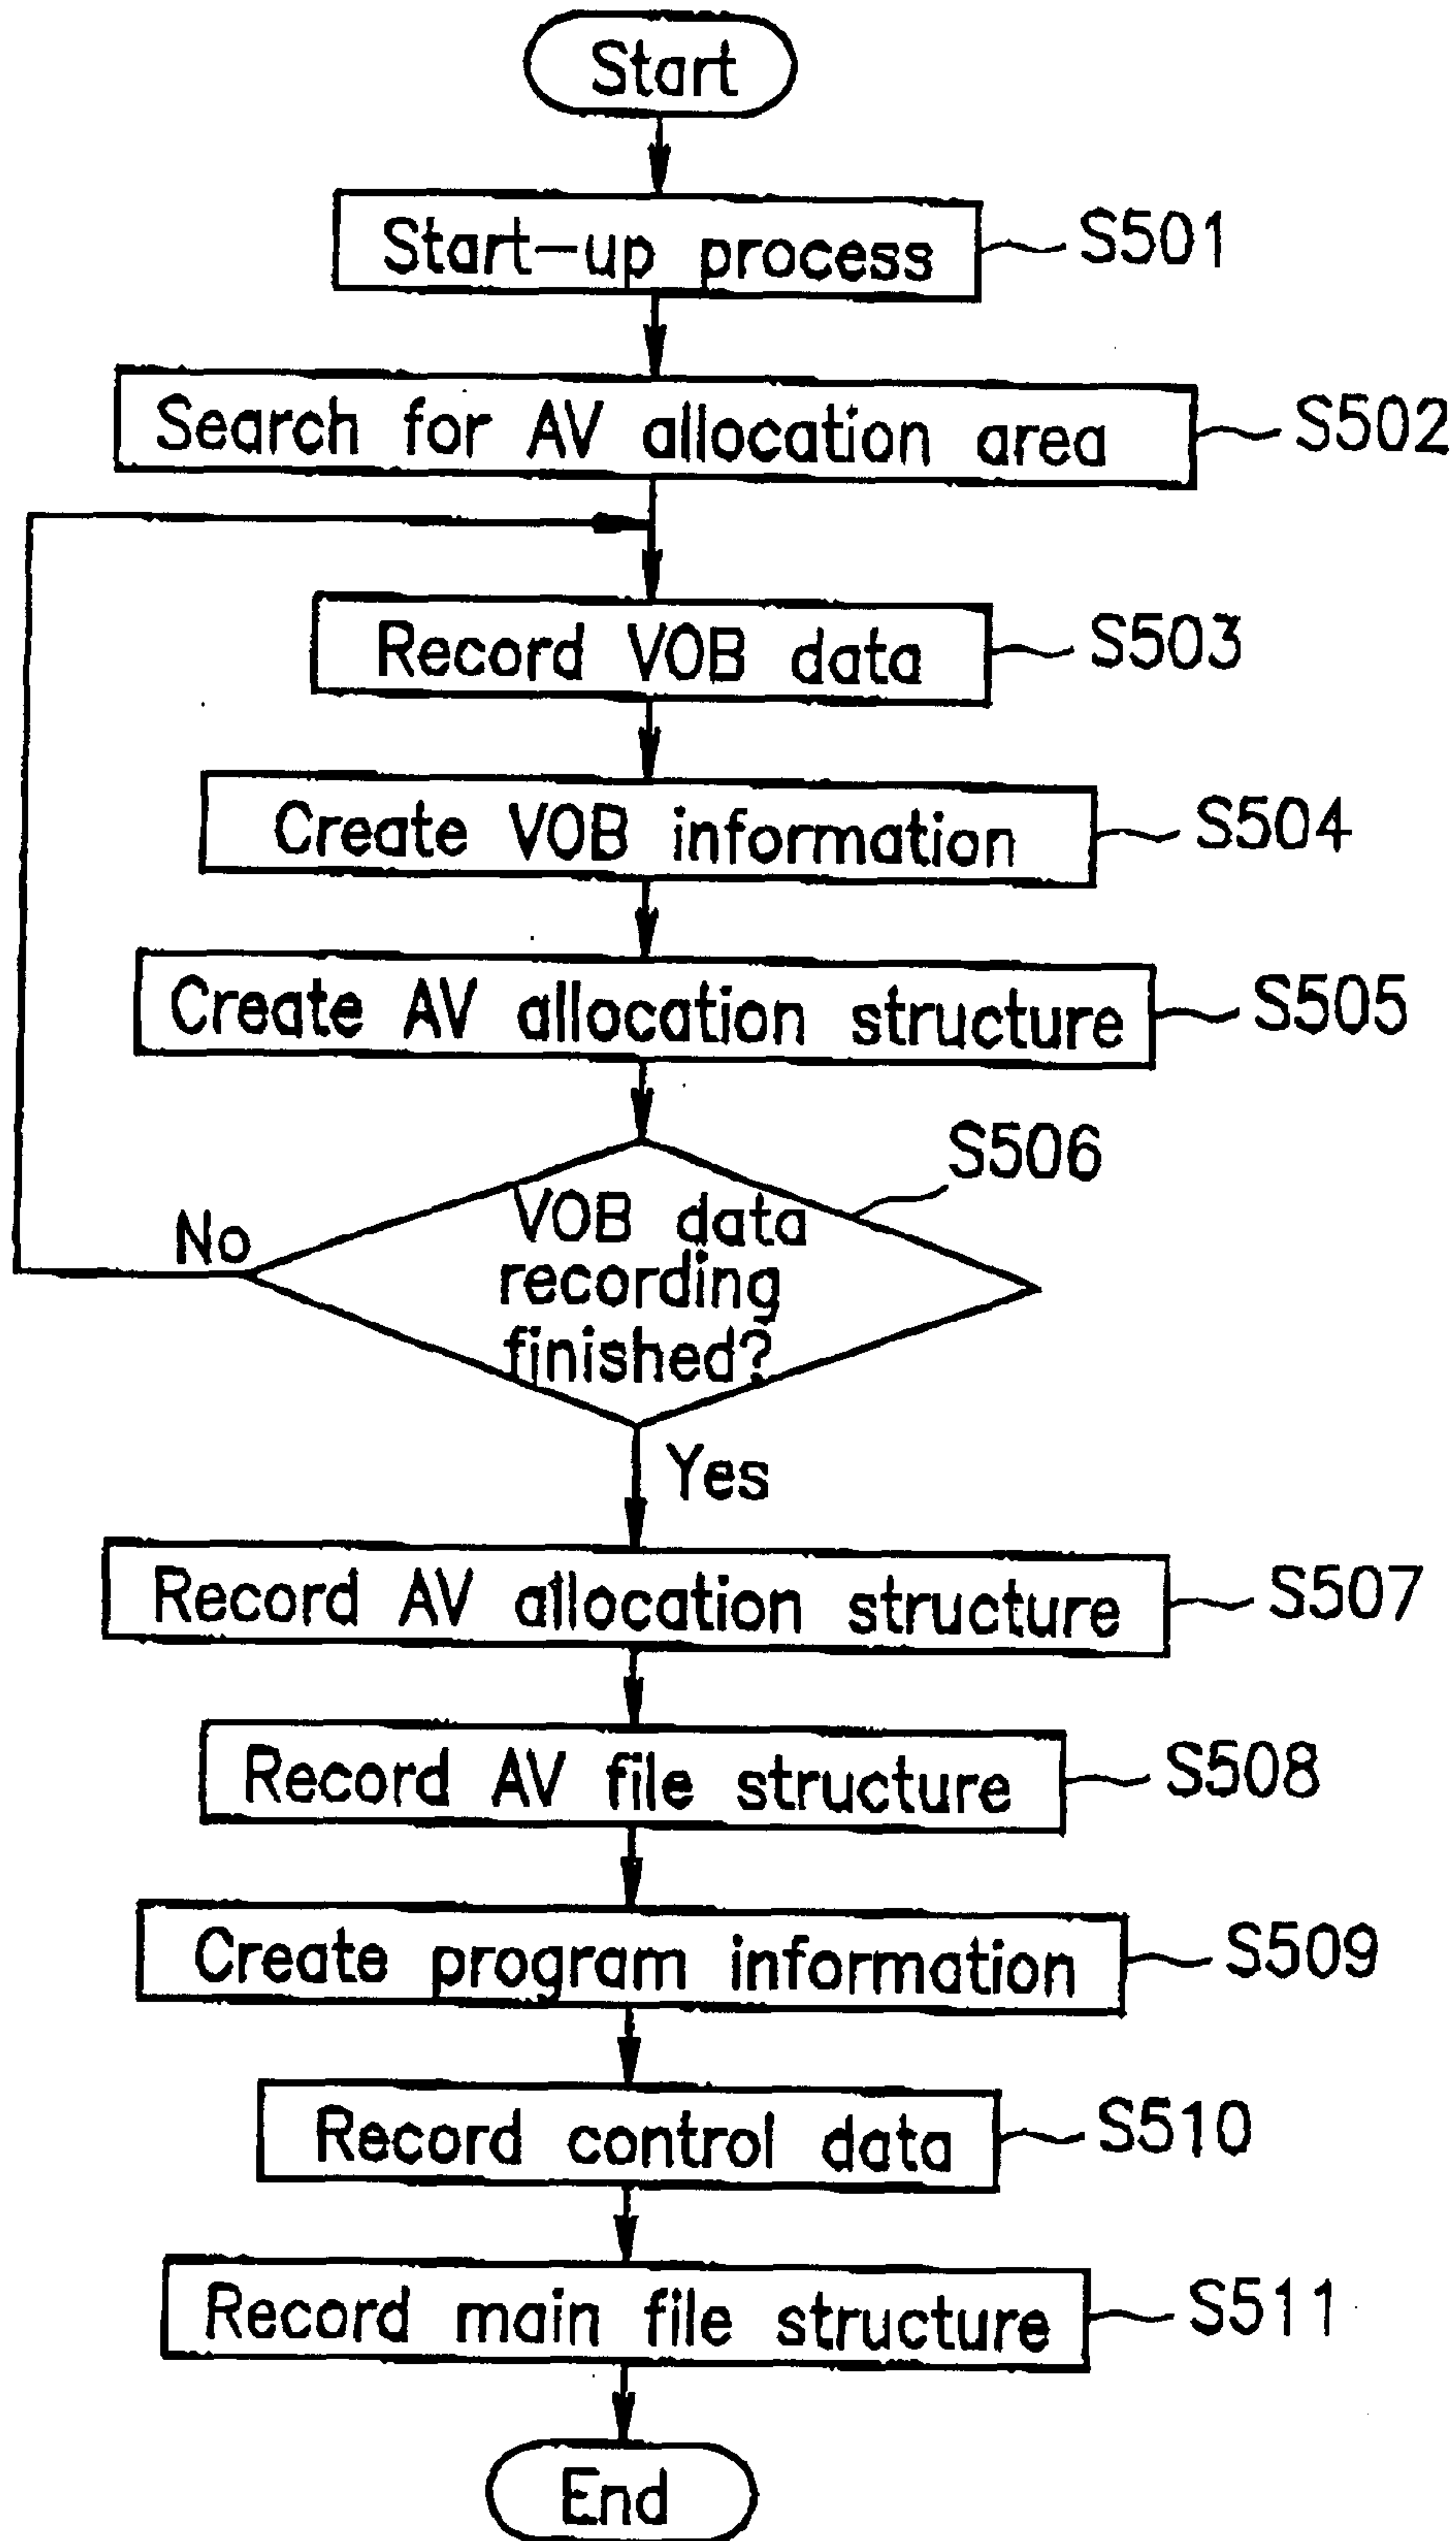 Start
Start-up process
S501
Search for AV allocation area
S502
Record VOB data
S503
Create VOB information
S504
Create AV allocation structure
S505
S506
VOB data
recording
finished?
No
Yes
Record AV allocation structure
S507
Record AV file structure
S508
Create program information
S509
Record control data
S510
Record main file structure
S511
End